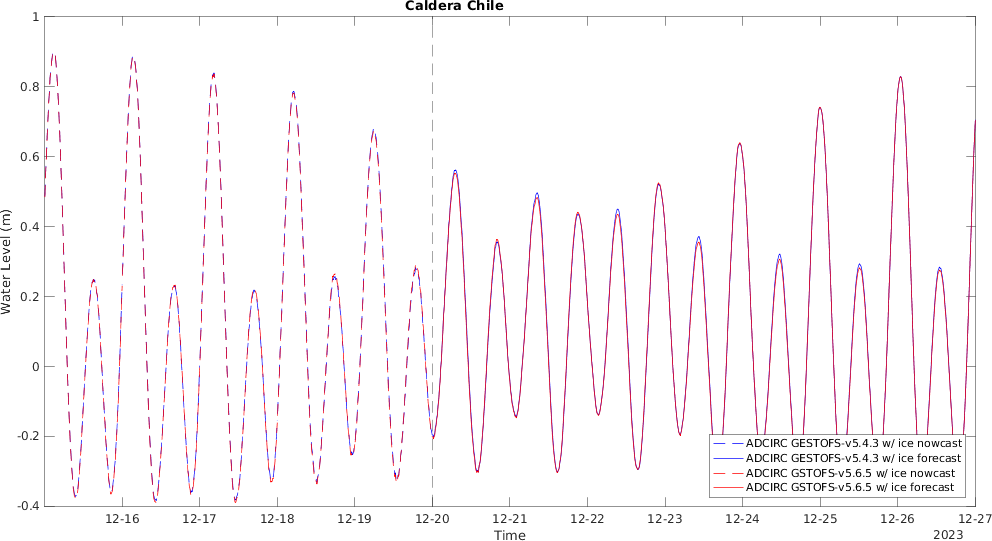 Caldera Chile
1
0.8
0.6
0.4
0.2
0
-0.2
-0.4
Water Level (m)
ADCIRC GESTOFS-v5.4.3 w/ ice nowcast
ADCIRC GESTOFS-v5.4.3 w/ ice forecast
ADCIRC GSTOFS-v5.6.5 w/ ice nowcast
ADCIRC GSTOFS-v5.6.5 w/ ice forecast
12-16 12-17 12-18 12-19 12-20 12-21 12-22 12-23 12-24 12-25 12-26 12-27
Time
2023